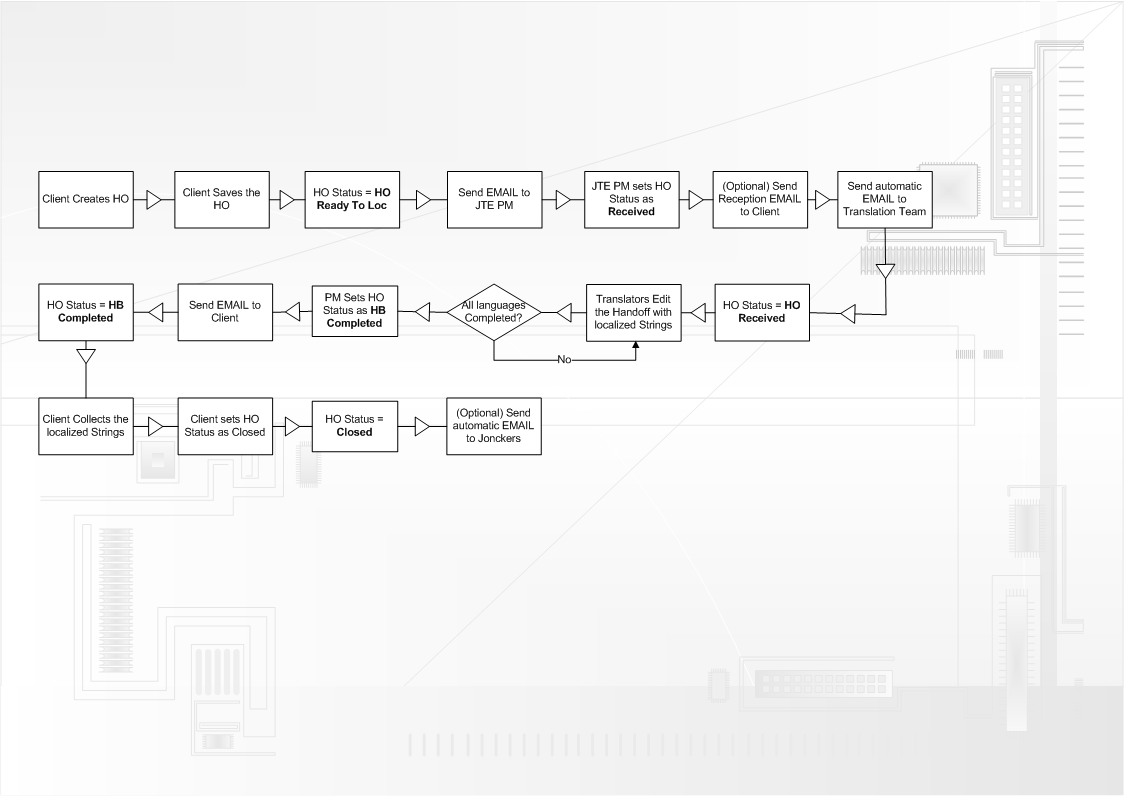 Client Creates HO
Client Saves the
HO
HO Status = HO
Ready To Loc
Send EMAIL to
JTE PM
JTE PM sets HO
Status as
Received
(Optional) Send
Reception EMAIL
to Client
Send automatic
EMAIL to
Translation Team
HO Status = HO
Received
Translators Edit
the Handoff with
localized Strings
All languages
Completed?
No
PM Sets HO
Status as HB
Completed
Send EMAIL to
Client
HO Status = HB
Completed
Client Collects the
localized Strings
Client sets HO
Status as Closed
HO Status =
Closed
(Optional) Send
automatic EMAIL
to Jonckers